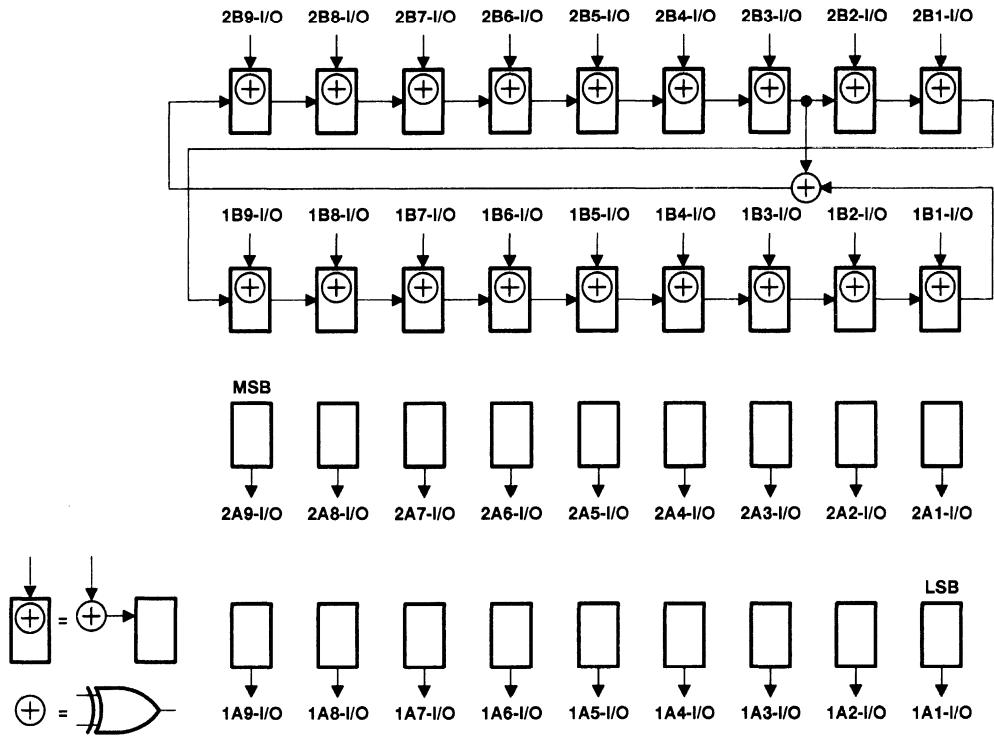 2B9-I/O 2B8-I/O 2B7-I/O 2B6-I/O 2B5-I/O 2B4-I/O 2B3-I/O 2B2-I/O 2B1-I/O
1B9-I/O 1B8-I/O 1B7-I/O 1B6-I/O 1B5-I/O 1B4-I/O 1B3-I/O 1B2-I/O 1B1-I/O
MSB
2A9-I/O 2A8-I/O 2A7-I/O 2A6-I/O 2A5-I/O 2A4-I/O 2A3-I/O 2A2-I/O 2A1-I/O
LSB
=
=
1A9-I/O 1A8-I/O 1A7-I/O 1A6-I/O 1A5-I/O 1A4-I/O 1A3-I/O 1A2-I/O 1A1-I/O